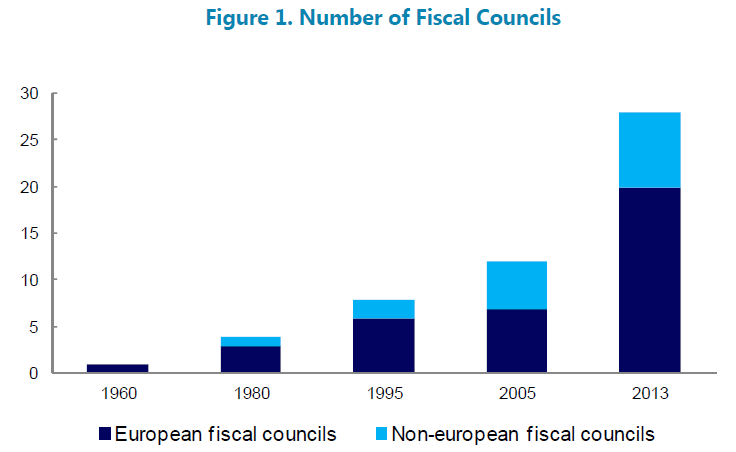 Figure 1. Number of Fiscal Councils
30
25
20
15
10
5
0
1960 1980 1995 2005 2013
European fiscal councils Non-european fiscal councils